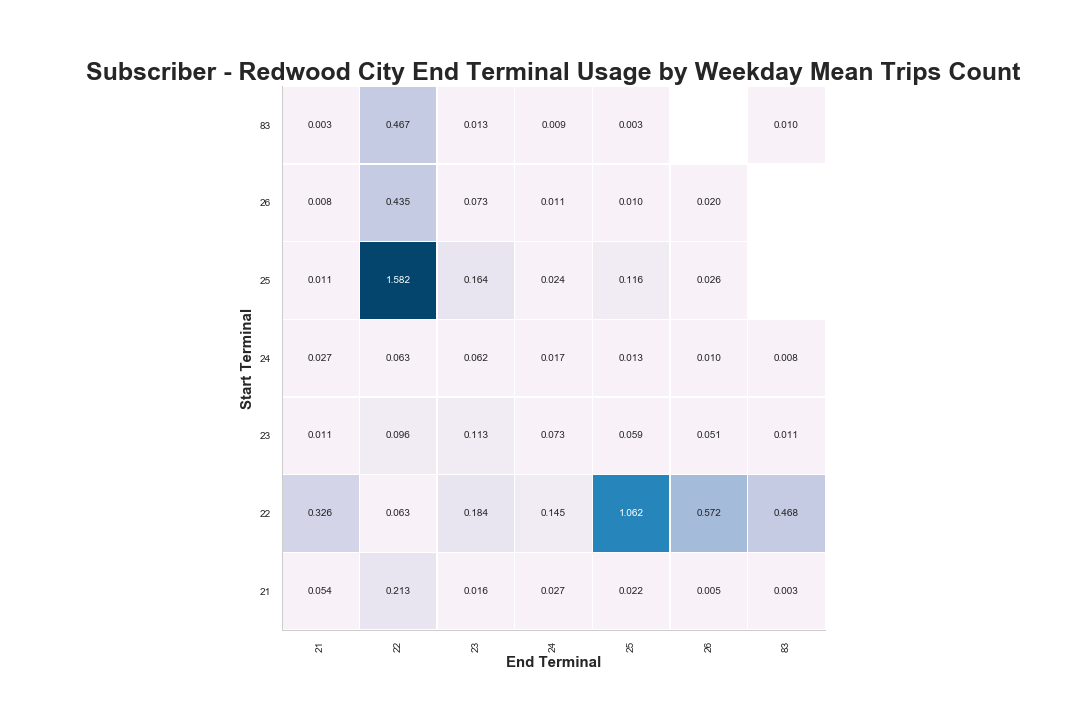 Subscriber - Redwood City End Terminal Usage by Weekday Mean Trips Count
83 0.003 0.467 0.013 0.009 0.003 0.010
26 0.008 0.435 0.073 0.011 0.010 0.020
25 0.011 1.582 0.164 0.024 0.116 0.026
24 0.027 0.063 0.062 0.017 0.013 0.010 0.008
23 0.011 0.096 0.113 0.073 0.059 0.051 0.011
22 0.326 0.063 0.184 0.145 1.062 0.572 0.468
21 0.054 0.213 0.016 0.027 0.022 0.005 0.003
Start Terminal
21 22 23 24 25 26 83
End Terminal